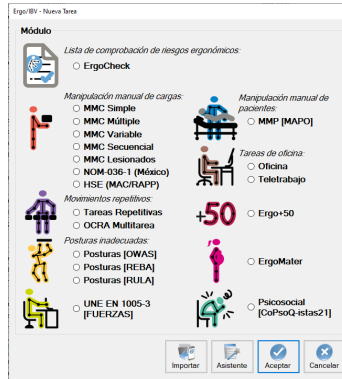 Ergo/IBV - Nueva Tarea
Módulo
Lista de comprobación de riesgos ergonómicos:
ErgoCheck
Manipulación manual de cargas:
MMC Simple
MMC Múltiple
MMC Variable
MMC Secuencial
MMC Lesionados
NOM-036-1 (México)
HSE (MAC/RAPP)
Movimientos repetitivos:
Tareas Repetitivas
OCRA Multitarea
Posturas inadecuadas:
Posturas [OWAS]
Posturas [REBA]
Posturas [RULA]
UNE EN 1005-3
[FUERZAS]
Manipulación manual de
pacientes:
MMP [MAPO]
Tareas de oficina:
Oficina
Teletrabajo
+50
Ergo+50
ErgoMater
Psicosocial
[CoPsoQ-istas21]
Importar
Asistente
Aceptar
Cancelar